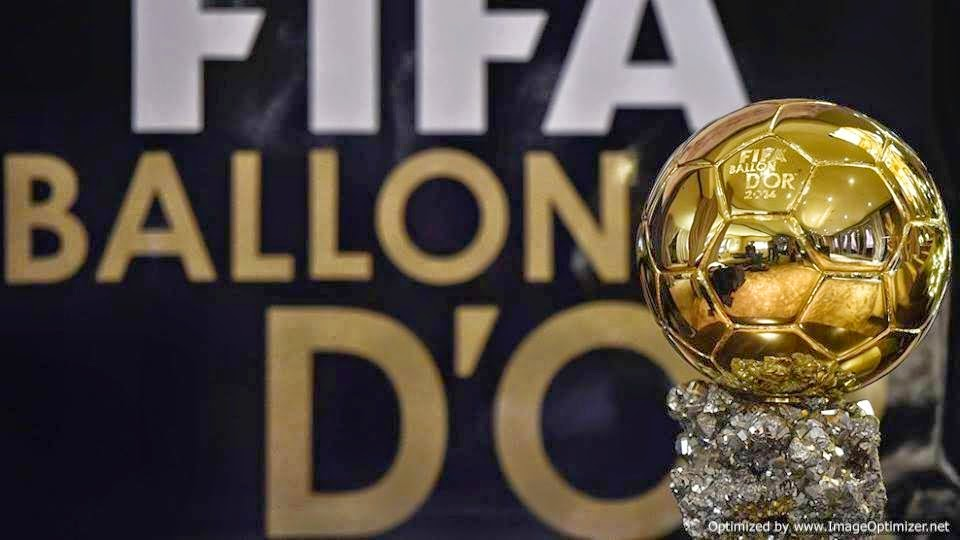 FIFA
BALLON
D'O
FIFA
BALLON
D'OR
2014
Optimized by www.ImageOptimizer.net